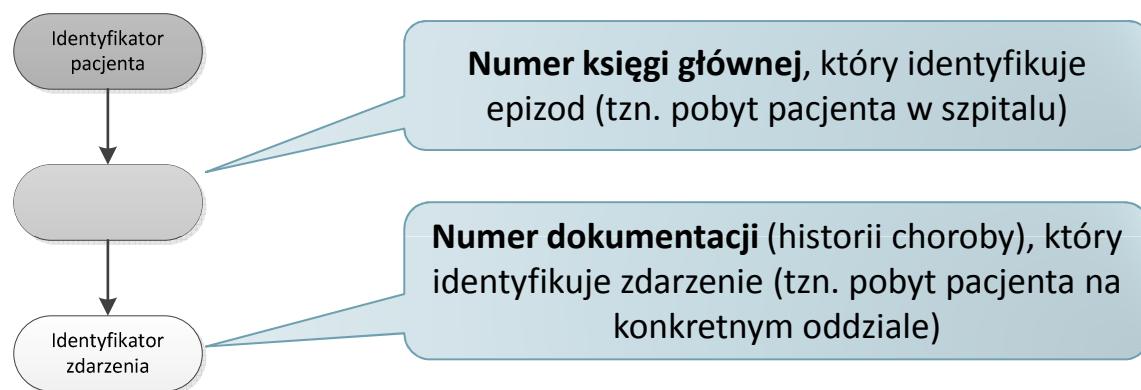 Identyfikator
pacjenta
Numer księgi głównej, który identyfikuje
epizod (tzn. pobyt pacjenta w szpitalu)
Numer dokumentacji (historii choroby), który
identyfikuje zdarzenie (tzn. pobyt pacjenta na
konkretnym oddziale)
Identyfikator
zdarzenia